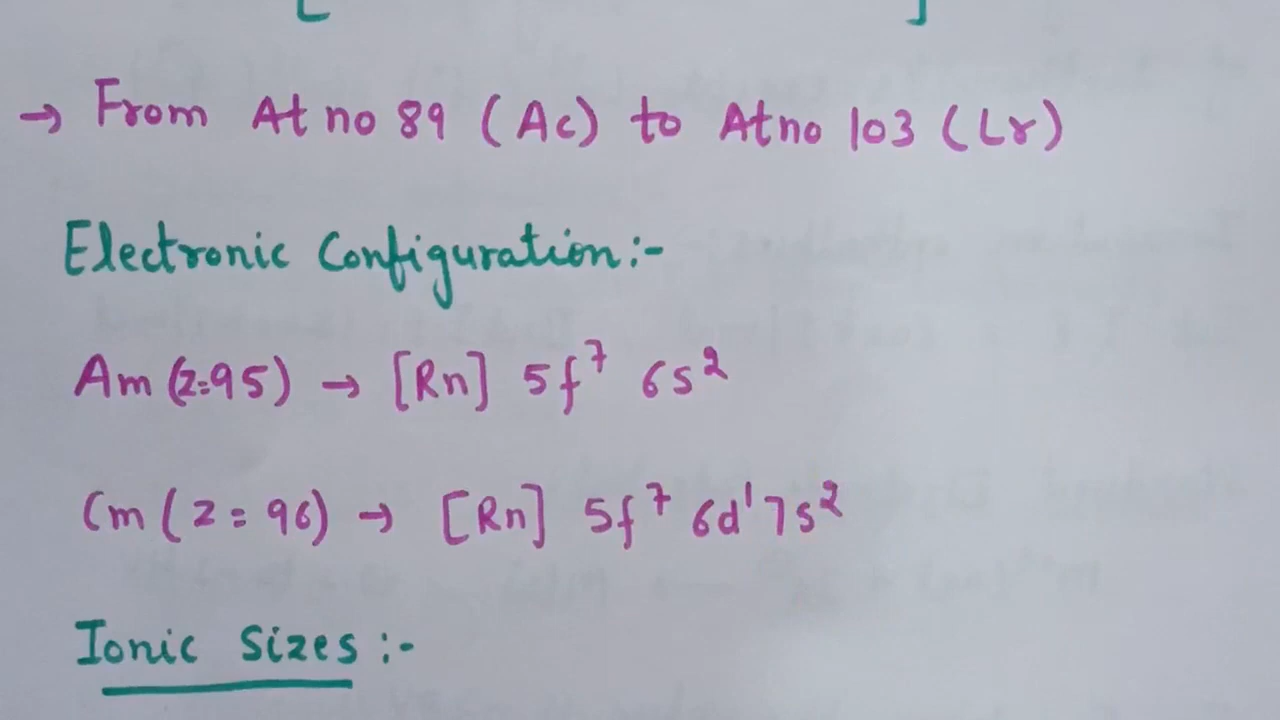 [ ]
→ From At no 89 (Ac) to At no 103 (Lr)
Electronic Configuration:-
Am (z=95) → [Rn] 5f⁷ 6s²
Cm (z = 96) → [Rn] 5f⁷ 6d¹ 7s²
Ionic Sizes :-